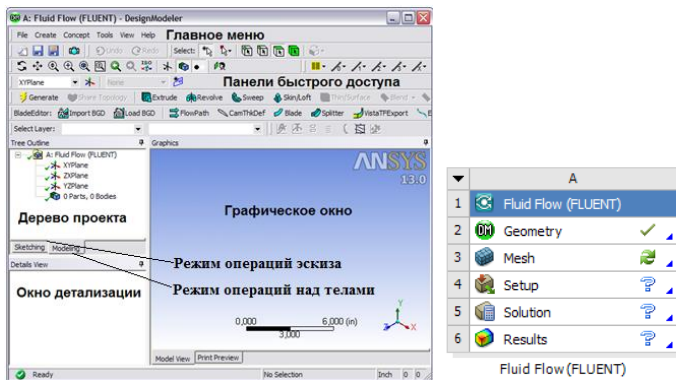 A: Fluid Flow (FLUENT) - DesignModeler
File Create Concept Tools View Help Главное меню
Undo Redo Select:
XYPlane None Панели быстрого доступа
Generate Share Topology Extrude Revolve Sweep Skin/Loft Thin/Surface Blend
BladeEditor: Import BGD Load BGD FlowPath CamThkDef Blade Splitter VistaTFExport
Select Layer:
Tree Outline
A: Fluid Flow (FLUENT)
XYPlane
ZXPlane
YZPlane
0 Parts, 0 Bodies
Дерево проекта
Sketching Modeling
Details View
Окно детализации
Graphics
ANSYS
13.0
Графическое окно
Режим операций эскиза
Режим операций над телами
0,000 6,000 (in)
3,000
Y
Z X
Model View Print Preview
Ready No Selection Inch 0 0
A
1 Fluid Flow (FLUENT)
2 Geometry
3 Mesh
4 Setup
5 Solution
6 Results
Fluid Flow (FLUENT)